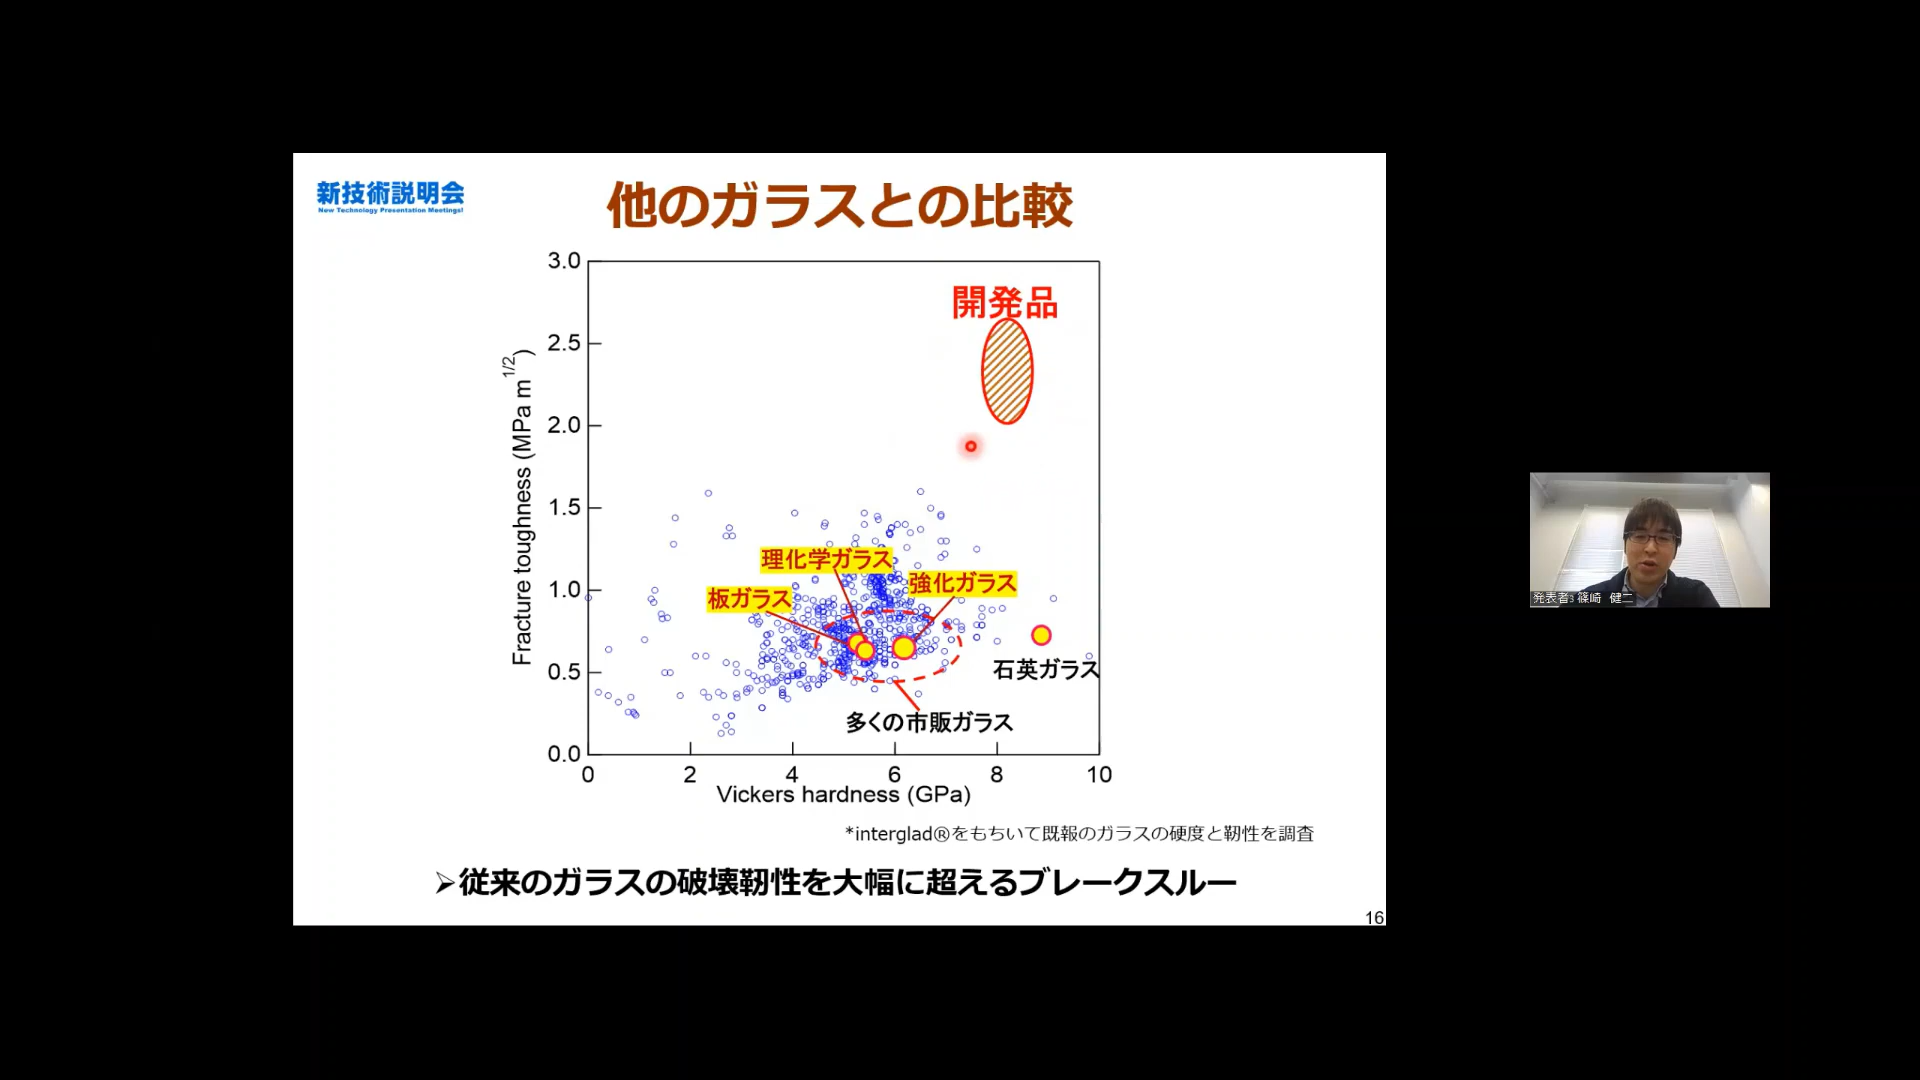 新技術説明会
New Technology Presentation Meetings!
他のガラスとの比較
3.0
2.5
2.0
1.5
1.0
0.5
0.0
Fracture toughness (MPa m1/2)
開発品
理化学ガラス
強化ガラス
板ガラス
石英ガラス
多くの市販ガラス
0 2 4 6 8 10
Vickers hardness (GPa)
*interglad®をもちいて既報のガラスの硬度と靭性を調査
➢従来のガラスの破壊靭性を大幅に超えるブレークスルー
16
発表者3 篠崎 健二